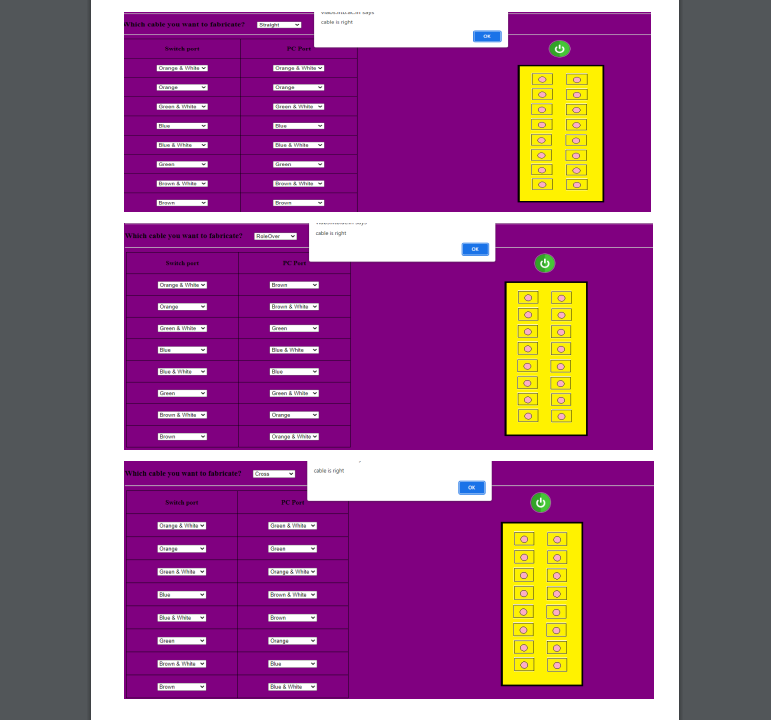 Which cable you want to fabricate? Straight
says
cable is right
OK
Switch port PC Port
Orange & White Orange & White
Orange Orange
Green & White Green & White
Blue Blue
Blue & White Blue & White
Green Green
Brown & White Brown & White
Brown Brown
Which cable you want to fabricate? RoleOver
says
cable is right
OK
Switch port PC Port
Orange & White Brown
Orange Brown & White
Green & White Green
Blue Blue & White
Blue & White Blue
Green Green & White
Brown & White Orange
Brown Orange & White
Which cable you want to fabricate? Cross
cable is right
OK
Switch port PC Port
Orange & White Green & White
Orange Green
Green & White Orange & White
Blue Brown & White
Blue & White Brown
Green Orange
Brown & White Blue
Brown Blue & White